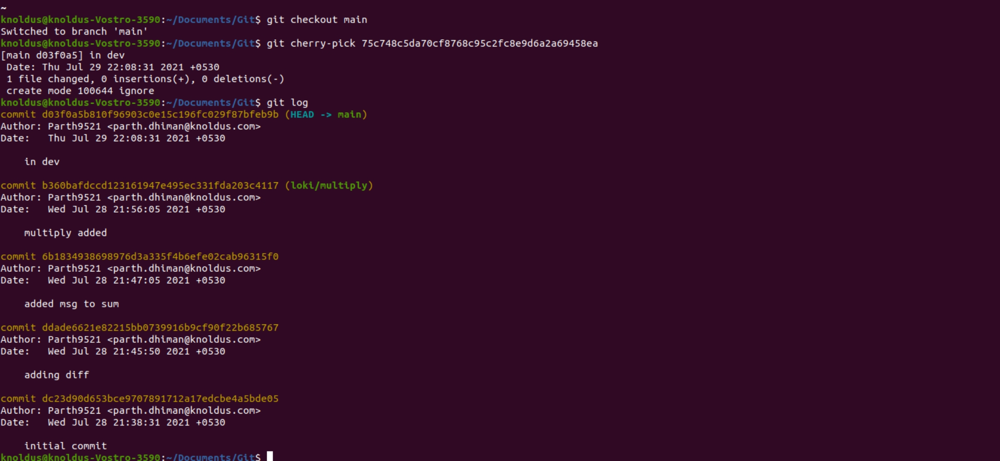 ~
knoldus@knoldus-Vostro-3590:~/Documents/Git$ git checkout main
Switched to branch 'main'
knoldus@knoldus-Vostro-3590:~/Documents/Git$ git cherry-pick 75c748c5da70cf8768c95c2fc8e9d6a2a69458ea
[main d03f0a5] in dev
 Date: Thu Jul 29 22:08:31 2021 +0530
 1 file changed, 0 insertions(+), 0 deletions(-)
 create mode 100644 ignore
knoldus@knoldus-Vostro-3590:~/Documents/Git$ git log
commit d03f0a5b810f96903c0e15c196fc029f87bfeb9b (HEAD -> main)
Author: Parth9521 <parth.dhiman@knoldus.com>
Date:   Thu Jul 29 22:08:31 2021 +0530
    in dev
commit b360bafdccd123161947e495ec331fda203c4117 (loki/multiply)
Author: Parth9521 <parth.dhiman@knoldus.com>
Date:   Wed Jul 28 21:56:05 2021 +0530
    multiply added
commit 6b1834938698976d3a335f4b6efe02cab96315f0
Author: Parth9521 <parth.dhiman@knoldus.com>
Date:   Wed Jul 28 21:47:05 2021 +0530
    added msg to sum
commit ddade6621e82215bb0739916b9cf90f22b685767
Author: Parth9521 <parth.dhiman@knoldus.com>
Date:   Wed Jul 28 21:45:50 2021 +0530
    adding diff
commit dc23d90d653bce9707891712a17edcbe4a5bde05
Author: Parth9521 <parth.dhiman@knoldus.com>
Date:   Wed Jul 28 21:38:31 2021 +0530
    initial commit
knoldus@knoldus-Vostro-3590:~/Documents/Git$